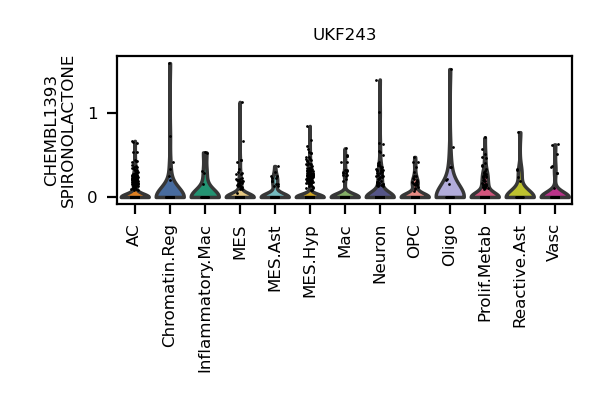 UKF243
CHEMBL1393
SPIRONOLACTONE
1
0
AC
Chromatin.Reg
Inflammatory.Mac
MES
MES.Ast
MES.Hyp
Mac
Neuron
OPC
Oligo
Prolif.Metab
Reactive.Ast
Vasc